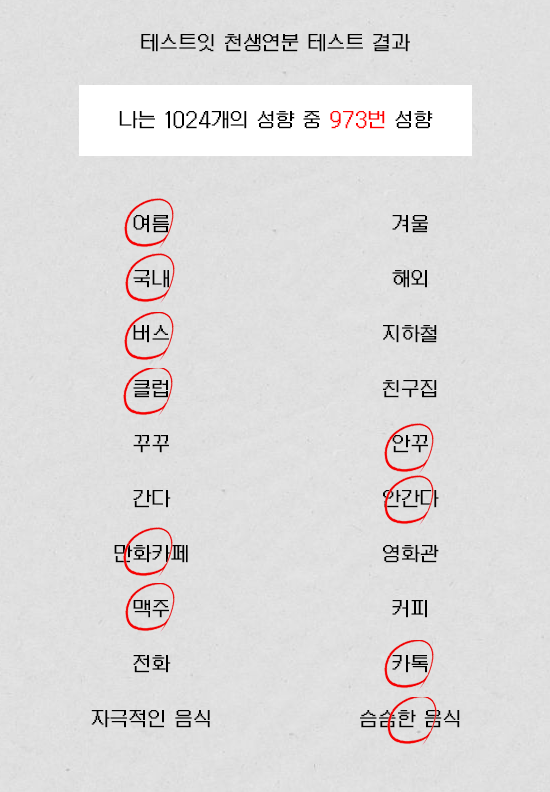 테스트잇 천생연분 테스트 결과
나는 1024개의 성향 중 973번 성향
여름 겨울
국내 해외
버스 지하철
클럽 친구집
꾸꾸 안꾸
간다 안간다
만화카페 영화관
맥주 커피
전화 카톡
자극적인 음식 슴슴한 음식